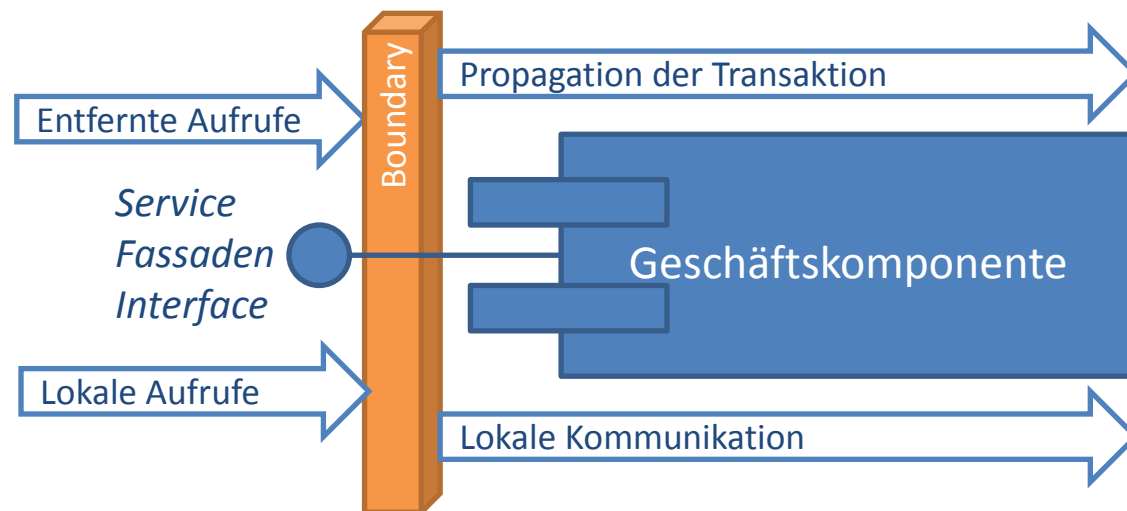 Propagation der Transaktion
Entfernte Aufrufe
Boundary
Service
Fassaden
Interface
Geschäftskomponente
Lokale Aufrufe
Lokale Kommunikation